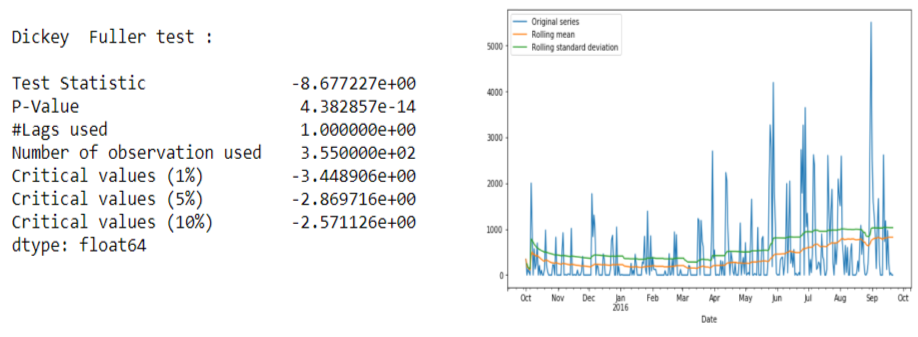 Dickey Fuller test :
Test Statistic -8.677227e+00
P-Value 4.382857e-14
#Lags used 1.000000e+00
Number of observation used 3.550000e+02
Critical values (1%) -3.448906e+00
Critical values (5%) -2.869716e+00
Critical values (10%) -2.571126e+00
dtype: float64
Original series
Rolling mean
Rolling standard deviation
5000
4000
3000
2000
1000
0
Oct Nov Dec Jan Feb Mar Apr May Jun Jul Aug Sep Oct
2016
Date